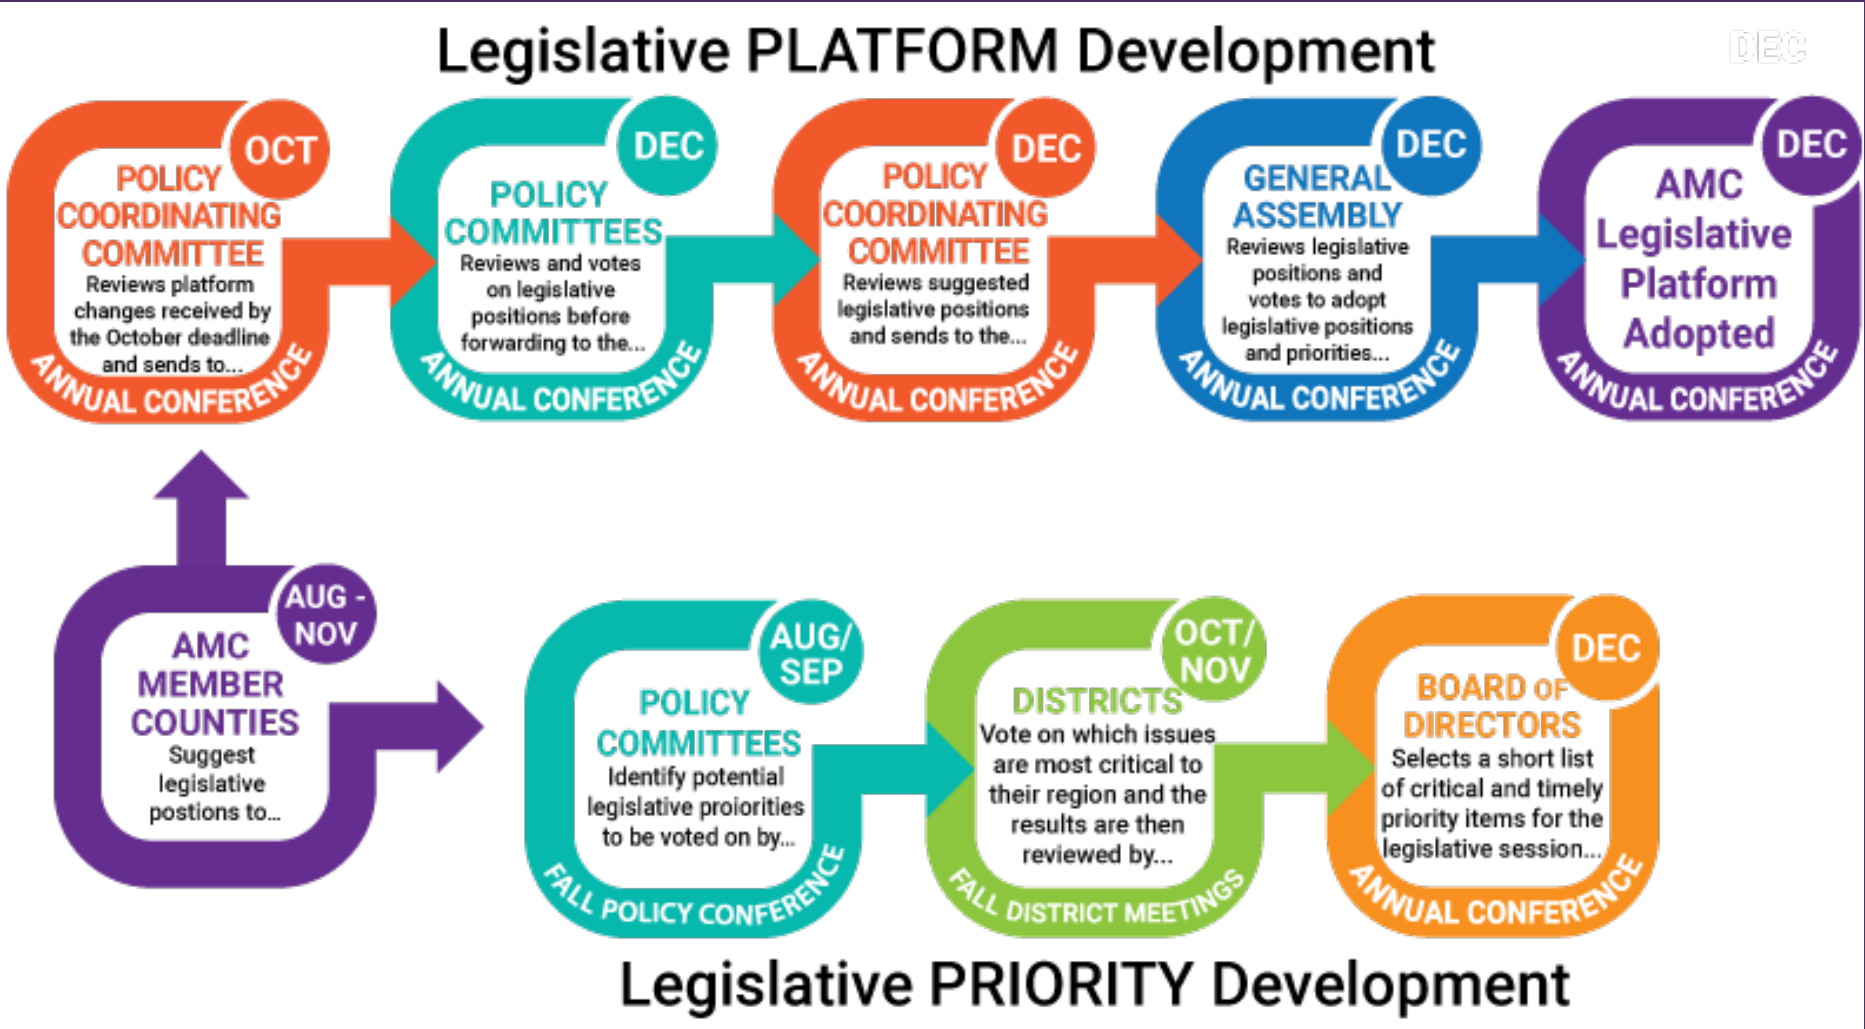 Legislative PLATFORM Development
DEC
OCT
POLICY
COORDINATING
COMMITTEE
Reviews platform
changes received by
the October deadline
and sends to...
ANNUAL CONFERENCE
DEC
POLICY
COMMITTEES
Reviews and votes
on legislative
positions before
forwarding to the...
ANNUAL CONFERENCE
DEC
POLICY
COORDINATING
COMMITTEE
Reviews suggested
legislative positions
and sends to the...
ANNUAL CONFERENCE
DEC
GENERAL
ASSEMBLY
Reviews legislative
positions and
votes to adopt
legislative positions
and priorities...
ANNUAL CONFERENCE
DEC
AMC
Legislative
Platform
Adopted
ANNUAL CONFERENCE
AUG -
NOV
AMC
MEMBER
COUNTIES
Suggest
legislative
postions to...
AUG/
SEP
POLICY
COMMITTEES
Identify potential
legislative proiorities
to be voted on by...
FALL POLICY CONFERENCE
OCT/
NOV
DISTRICTS
Vote on which issues
are most critical to
their region and the
results are then
reviewed by...
FALL DISTRICT MEETINGS
DEC
BOARD OF
DIRECTORS
Selects a short list
of critical and timely
priority items for the
legislative session...
ANNUAL CONFERENCE
Legislative PRIORITY Development